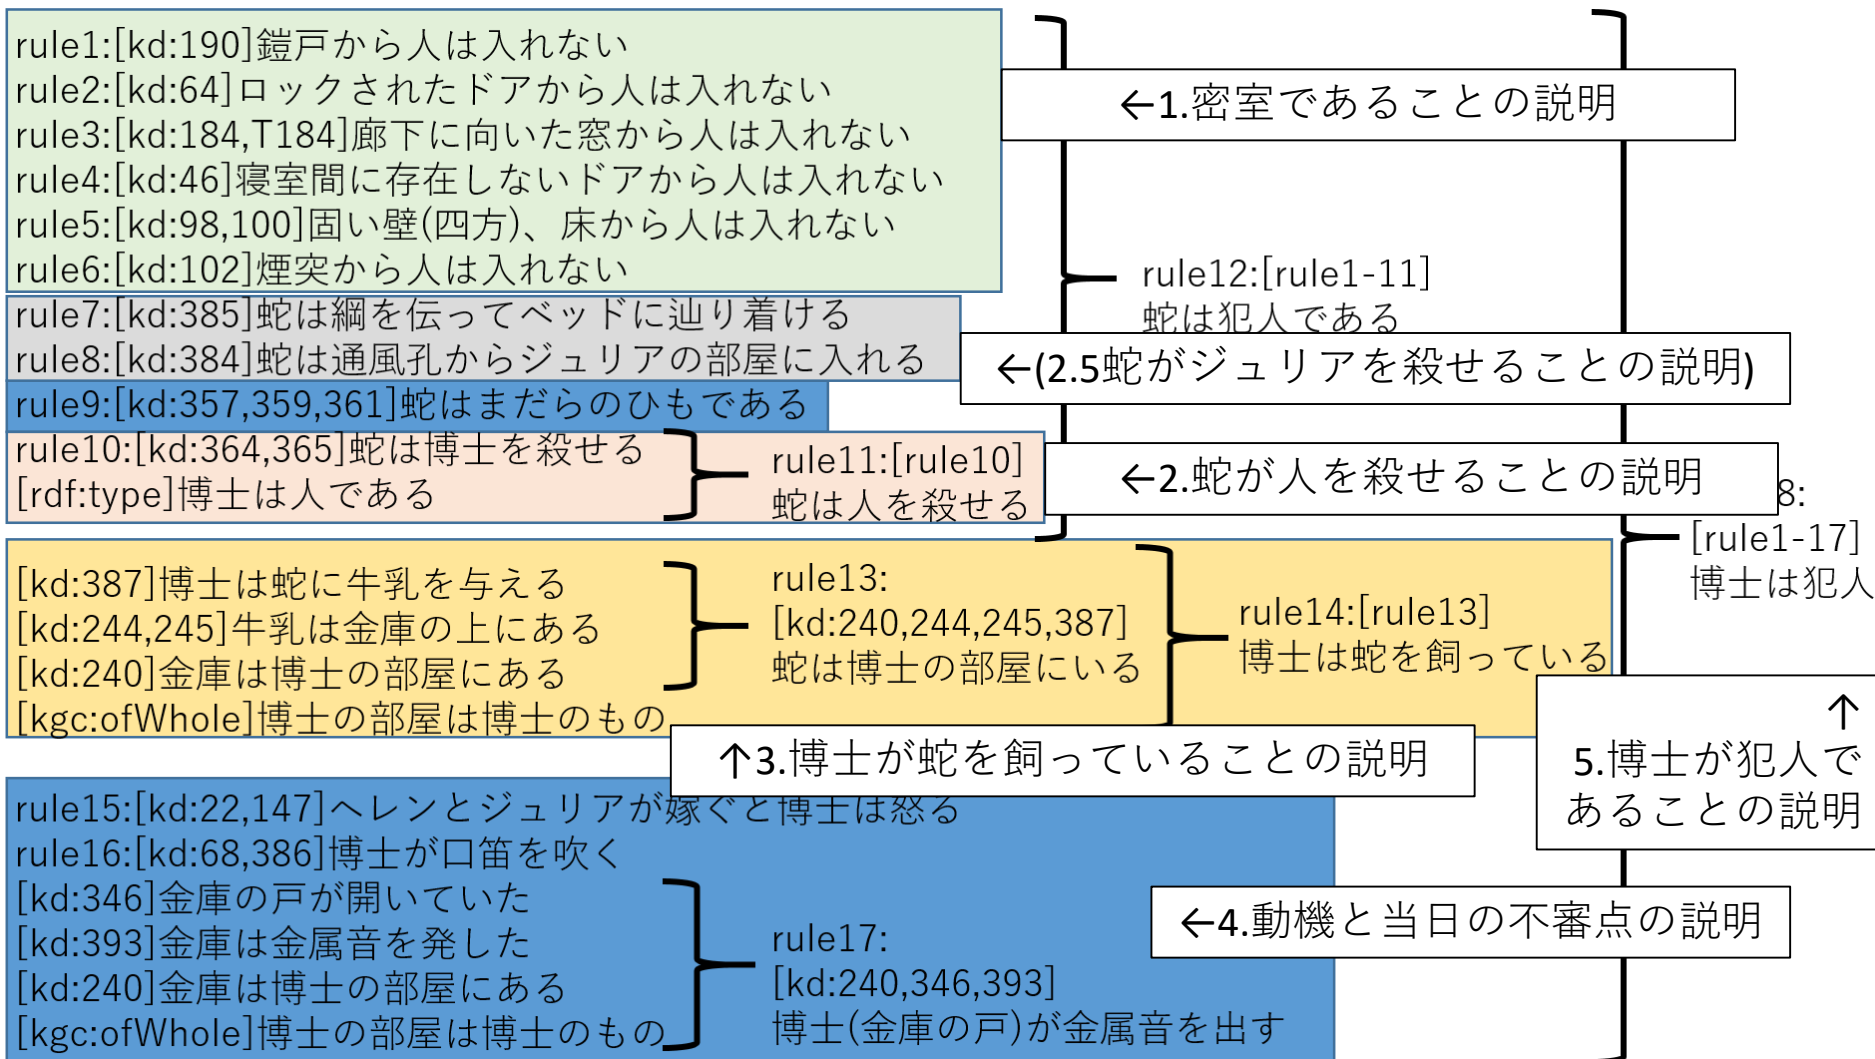 rule1:[kd:190]鎧戸から人は入れない
rule2:[kd:64]ロックされたドアから人は入れない
rule3:[kd:184,T184]廊下に向いた窓から人は入れない
rule4:[kd:46]寝室間に存在しないドアから人は入れない
rule5:[kd:98,100]固い壁(四方)、床から人は入れない
rule6:[kd:102]煙突から人は入れない
←1.密室であることの説明
rule7:[kd:385]蛇は綱を伝ってベッドに辿り着ける
rule8:[kd:384]蛇は通風孔からジュリアの部屋に入れる
rule12:[rule1-11]
蛇は犯人である
←(2.5蛇がジュリアを殺せることの説明)
rule9:[kd:357,359,361]蛇はまだらのひもである
rule10:[kd:364,365]蛇は博士を殺せる
[rdf:type]博士は人である
rule11:[rule10]
蛇は人を殺せる
←2.蛇が人を殺せることの説明
8:
[rule1-17]
博士は犯人
[kd:387]博士は蛇に牛乳を与える
[kd:244,245]牛乳は金庫の上にある
[kd:240]金庫は博士の部屋にある
[kgc:ofWhole]博士の部屋は博士のもの
rule13:
[kd:240,244,245,387]
蛇は博士の部屋にいる
rule14:[rule13]
博士は蛇を飼っている
↑3.博士が蛇を飼っていることの説明
↑
5.博士が犯人で
あることの説明
rule15:[kd:22,147]ヘレンとジュリアが嫁ぐと博士は怒る
rule16:[kd:68,386]博士が口笛を吹く
[kd:346]金庫の戸が開いていた
[kd:393]金庫は金属音を発した
[kd:240]金庫は博士の部屋にある
[kgc:ofWhole]博士の部屋は博士のもの
rule17:
[kd:240,346,393]
博士(金庫の戸)が金属音を出す
←4.動機と当日の不審点の説明